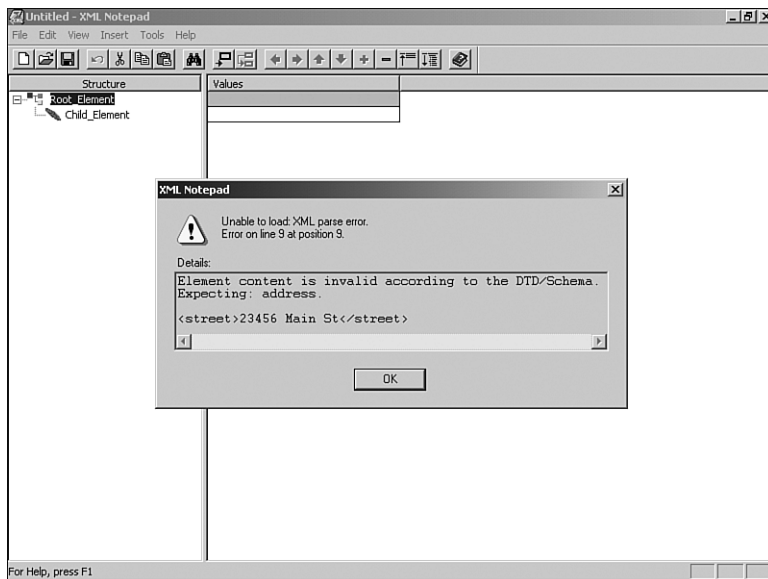 Untitled - XML Notepad
File Edit View Insert Tools Help
Structure
Values
Root_Element
Child_Element
XML Notepad
Unable to load: XML parse error.
Error on line 9 at position 9.
Details:
Element content is invalid according to the DTD/Schema.
Expecting: address.
<street>23456 Main St</street>
OK
For Help, press F1